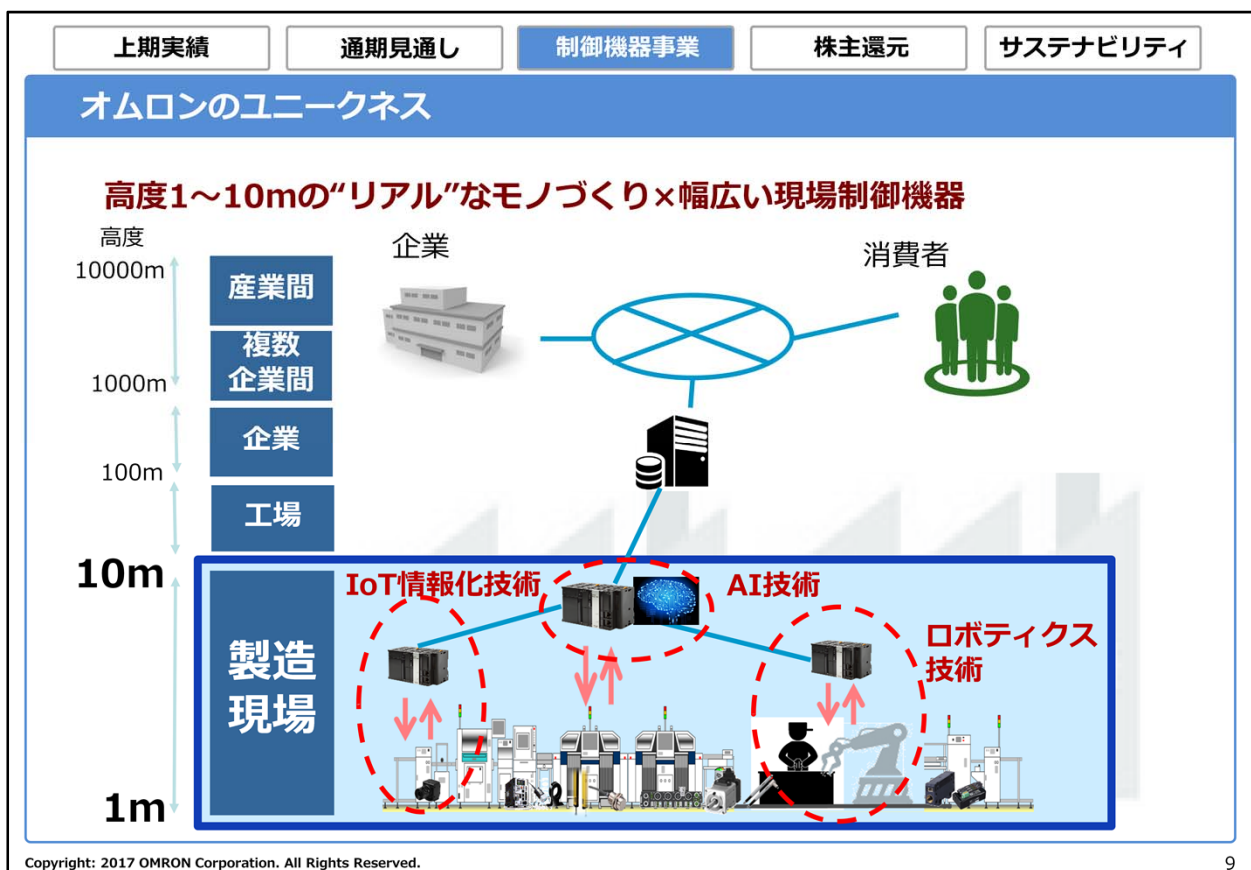 上期実績
通期見通し
制御機器事業
株主還元
サステナビリティ
オムロンのユニークネス
高度1～10mの“リアル”なモノづくり×幅広い現場制御機器
高度
企業
消費者
10000m
産業間
複数
企業間
1000m
企業
100m
工場
10m
IoT情報化技術
AI技術
ロボティクス
技術
製造
現場
1m
Copyright: 2017 OMRON Corporation. All Rights Reserved.
9